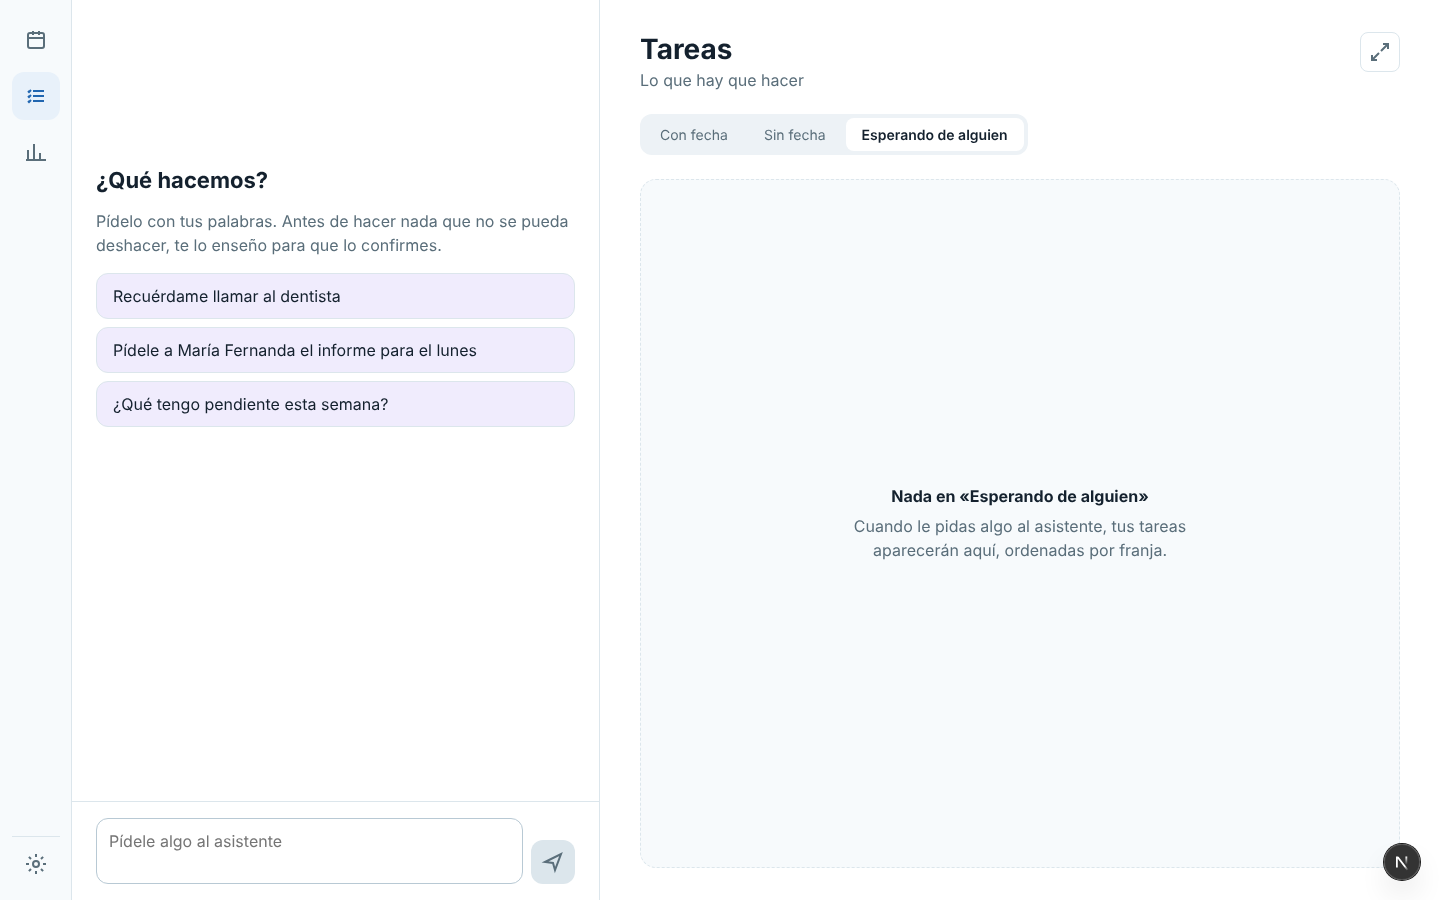 ¿Qué hacemos?
Pídelo con tus palabras. Antes de hacer nada que no se pueda
deshacer, te lo enseño para que lo confirmes.
Recuérdame llamar al dentista
Pídele a María Fernanda el informe para el lunes
¿Qué tengo pendiente esta semana?
Pídele algo al asistente
Tareas
Lo que hay que hacer
Con fecha
Sin fecha
Esperando de alguien
Nada en «Esperando de alguien»
Cuando le pidas algo al asistente, tus tareas
aparecerán aquí, ordenadas por franja.
N